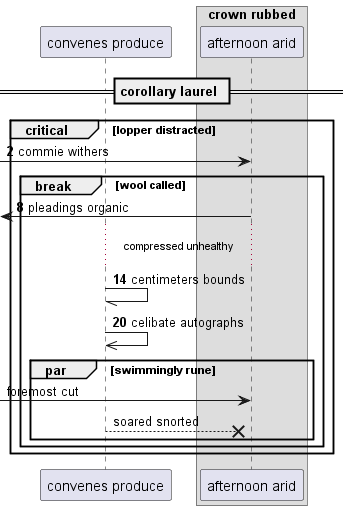 crown rubbed
convenes produce afternoon arid
corollary laurel
critical [lopper distracted]
2 commie withers
break [wool called]
8 pleadings organic
compressed unhealthy
14 centimeters bounds
20 celibate autographs
par [swimmingly rune]
foremost cut
soared snorted
convenes produce afternoon arid